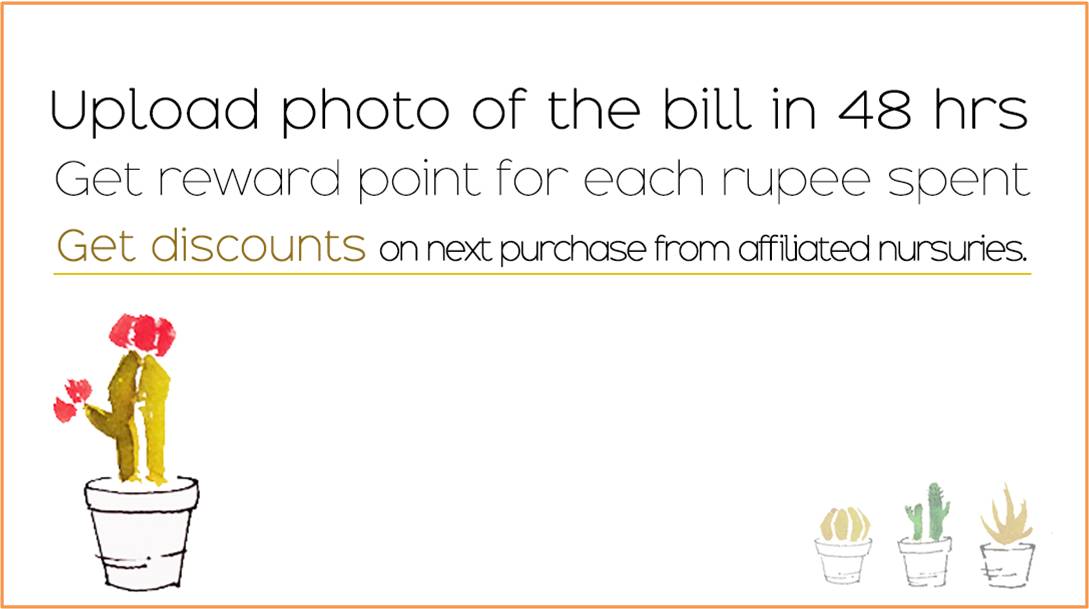 Upload photo of the bill in 48 hrs
Get reward point for each rupee spent
Get discounts on next purchase from affiliated nursuries.